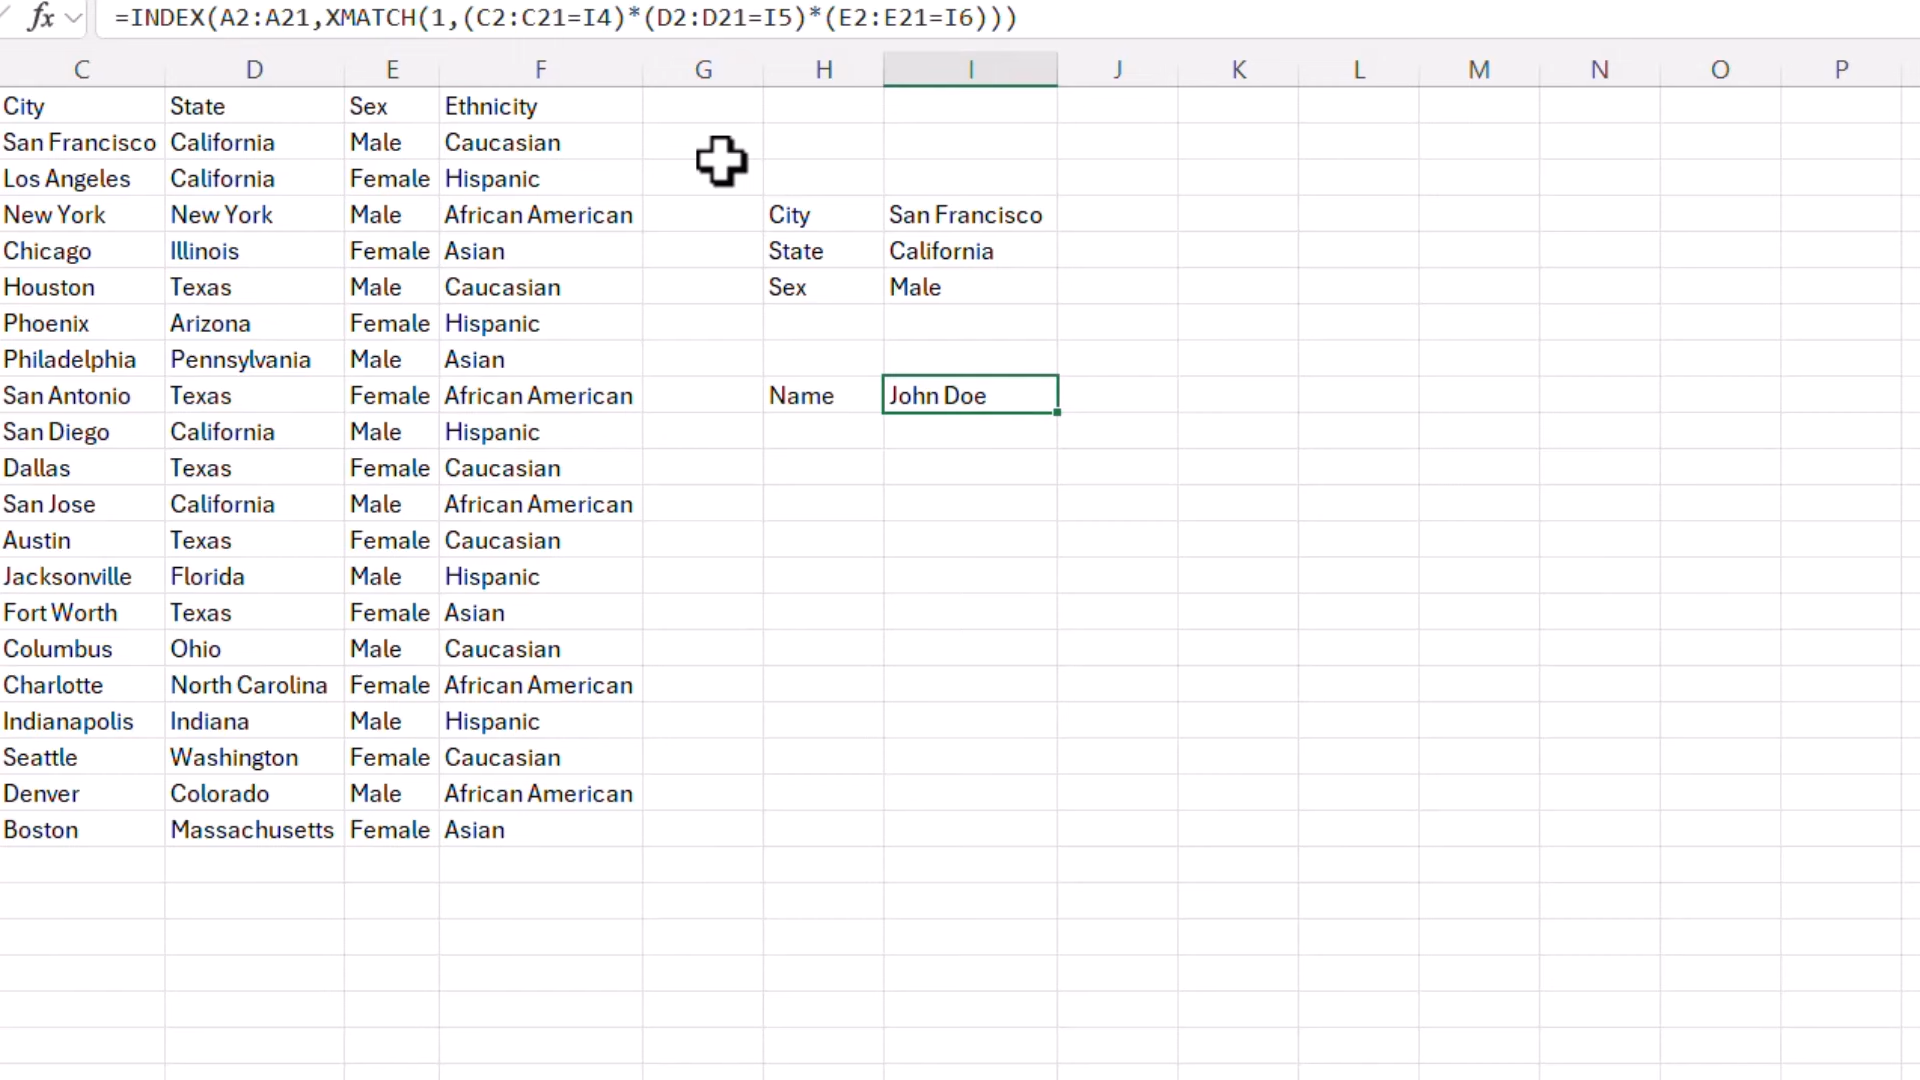 fx =INDEX(A2:A21,XMATCH(1,(C2:C21=I4)*(D2:D21=I5)*(E2:E21=I6)))
C D E F G H I J K L M N O P
City State Sex Ethnicity
San Francisco California Male Caucasian
Los Angeles California Female Hispanic
New York New York Male African American City San Francisco
Chicago Illinois Female Asian State California
Houston Texas Male Caucasian Sex Male
Phoenix Arizona Female Hispanic
Philadelphia Pennsylvania Male Asian
San Antonio Texas Female African American Name John Doe
San Diego California Male Hispanic
Dallas Texas Female Caucasian
San Jose California Male African American
Austin Texas Female Caucasian
Jacksonville Florida Male Hispanic
Fort Worth Texas Female Asian
Columbus Ohio Male Caucasian
Charlotte North Carolina Female African American
Indianapolis Indiana Male Hispanic
Seattle Washington Female Caucasian
Denver Colorado Male African American
Boston Massachusetts Female Asian